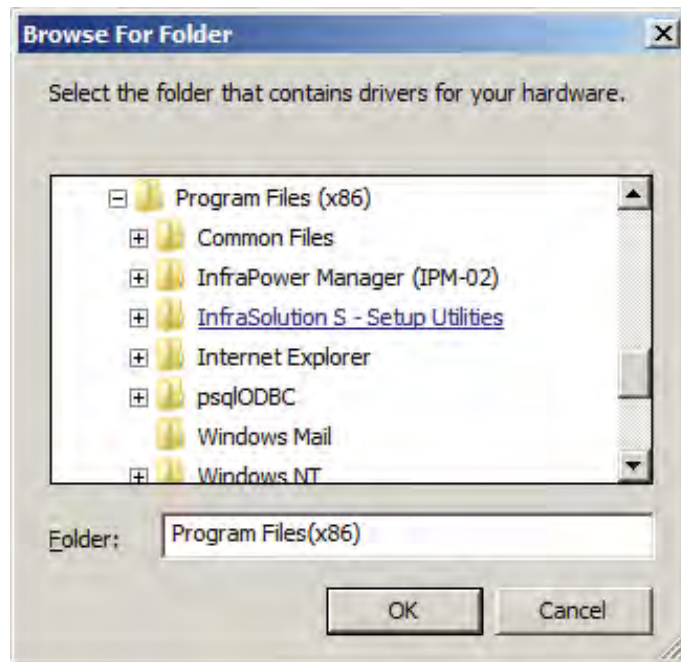 Browse For Folder
Select the folder that contains drivers for your hardware.
Program Files (x86)
Common Files
InfraPower Manager (IPM-02)
InfraSolution S - Setup Utilities
Internet Explorer
psqlODBC
Windows Mail
Windows NT
Folder: Program Files(x86)
OK Cancel